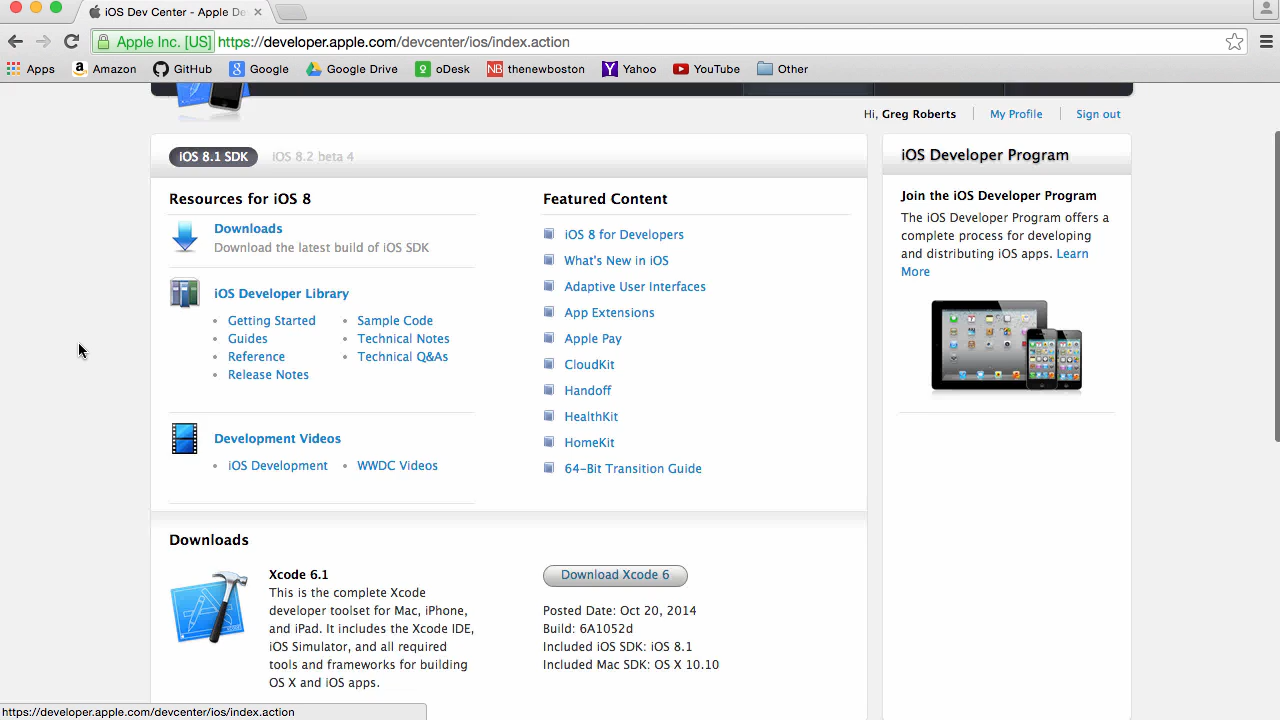 iOS Dev Center - Apple De
Apple Inc. [US] https://developer.apple.com/devcenter/ios/index.action
Apps Amazon GitHub Google Google Drive oDesk thenewboston Yahoo YouTube Other
Hi, Greg Roberts My Profile Sign out
iOS 8.1 SDK iOS 8.2 beta 4
Resources for iOS 8
Downloads
Download the latest build of iOS SDK
iOS Developer Library
Getting Started
Guides
Reference
Release Notes
Sample Code
Technical Notes
Technical Q&As
Development Videos
iOS Development
WWDC Videos
Featured Content
iOS 8 for Developers
What's New in iOS
Adaptive User Interfaces
App Extensions
Apple Pay
CloudKit
Handoff
HealthKit
HomeKit
64-Bit Transition Guide
iOS Developer Program
Join the iOS Developer Program
The iOS Developer Program offers a
complete process for developing
and distributing iOS apps. Learn
More
Downloads
Xcode 6.1
This is the complete Xcode
developer toolset for Mac, iPhone,
and iPad. It includes the Xcode IDE,
iOS Simulator, and all required
tools and frameworks for building
OS X and iOS apps.
Download Xcode 6
Posted Date: Oct 20, 2014
Build: 6A1052d
Included iOS SDK: iOS 8.1
Included Mac SDK: OS X 10.10
https://developer.apple.com/devcenter/ios/index.action